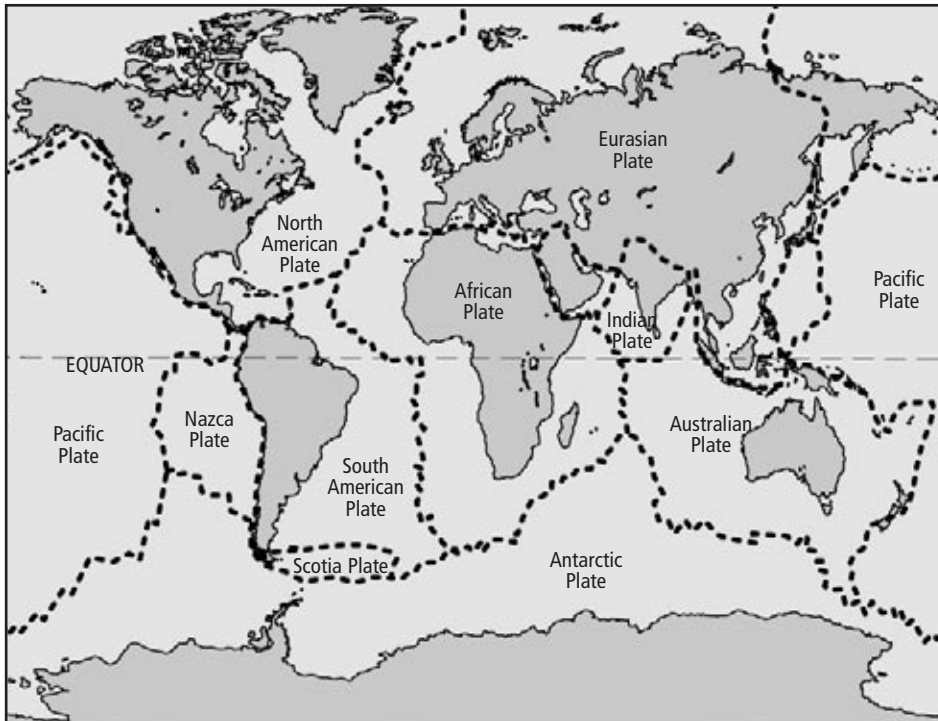 Eurasian
Plate
North
American
Plate
African
Plate
Indian
Plate
Pacific
Plate
EQUATOR
Nazca
Plate
Pacific
Plate
Australian
Plate
South
American
Plate
Scotia Plate
Antarctic
Plate